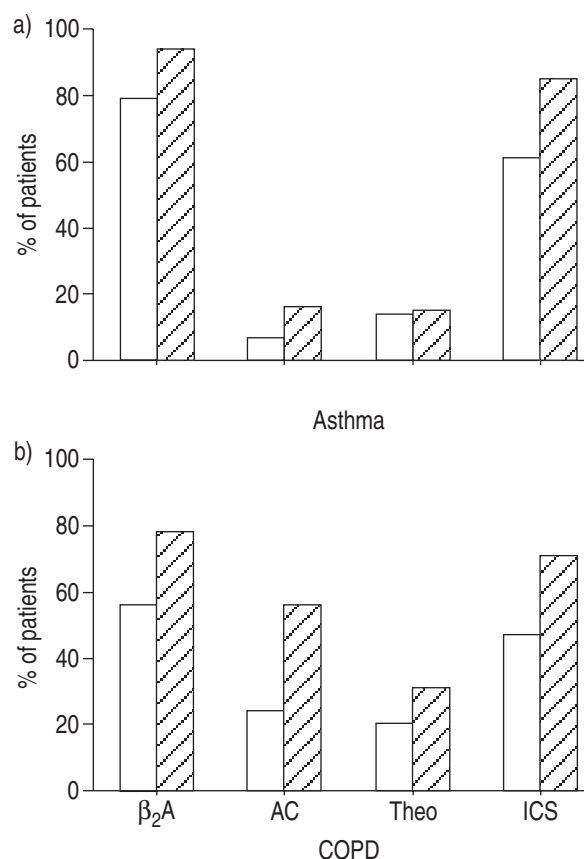 a)
100
80
60
40
20
0
% of patients
Asthma
b)
100
80
60
40
20
0
% of patients
β₂A AC Theo ICS
COPD